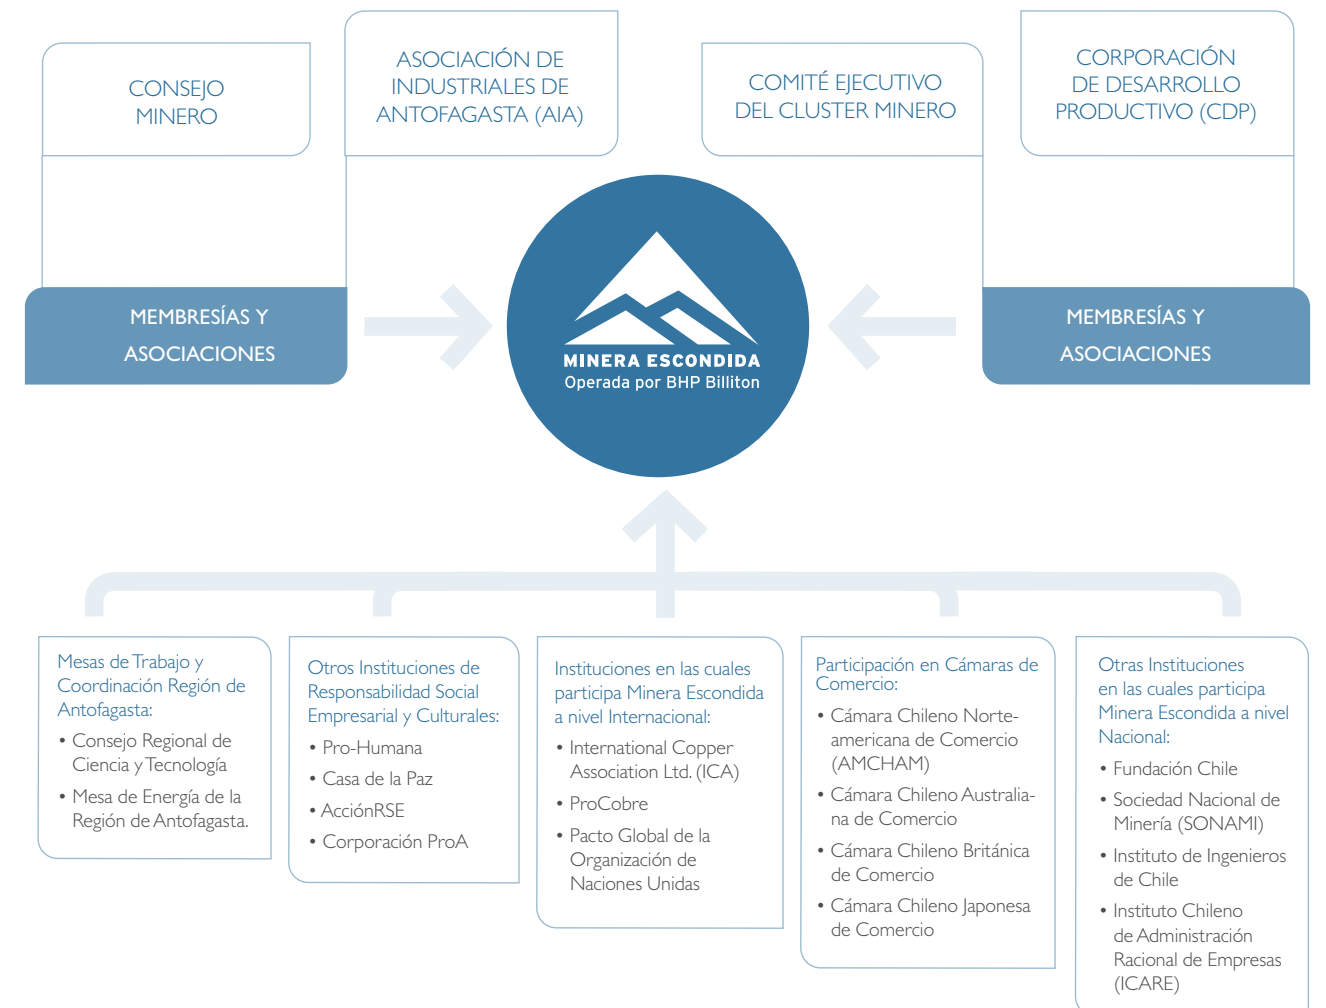 CONSEJO
MINERO
ASOCIACIÓN DE
INDUSTRIALES DE
ANTOFAGASTA (AIA)
COMITÉ EJECUTIVO
DEL CLUSTER MINERO
CORPORACIÓN
DE DESARROLLO
PRODUCTIVO (CDP)
MEMBRESÍAS Y
ASOCIACIONES
MINERA ESCONDIDA
Operada por BHP Billiton
MEMBRESÍAS Y
ASOCIACIONES
Mesas de Trabajo y
Coordinación Región de
Antofagasta:
• Consejo Regional de
Ciencia y Tecnología
• Mesa de Energía de la
Región de Antofagasta.
Otros Instituciones de
Responsabilidad Social
Empresarial y Culturales:
• Pro-Humana
• Casa de la Paz
• AcciónRSE
• Corporación ProA
Instituciones en las cuales
participa Minera Escondida
a nivel Internacional:
• International Copper
Association Ltd. (ICA)
• ProCobre
• Pacto Global de la
Organización de
Naciones Unidas
Participación en Cámaras de
Comercio:
• Cámara Chileno Norte-
americana de Comercio
(AMCHAM)
• Cámara Chileno Australia-
na de Comercio
• Cámara Chileno Británica
de Comercio
• Cámara Chileno Japonesa
de Comercio
Otras Instituciones
en las cuales participa
Minera Escondida a nivel
Nacional:
• Fundación Chile
• Sociedad Nacional de
Minería (SONAMI)
• Instituto de Ingenieros
de Chile
• Instituto Chileno
de Administración
Racional de Empresas
(ICARE)